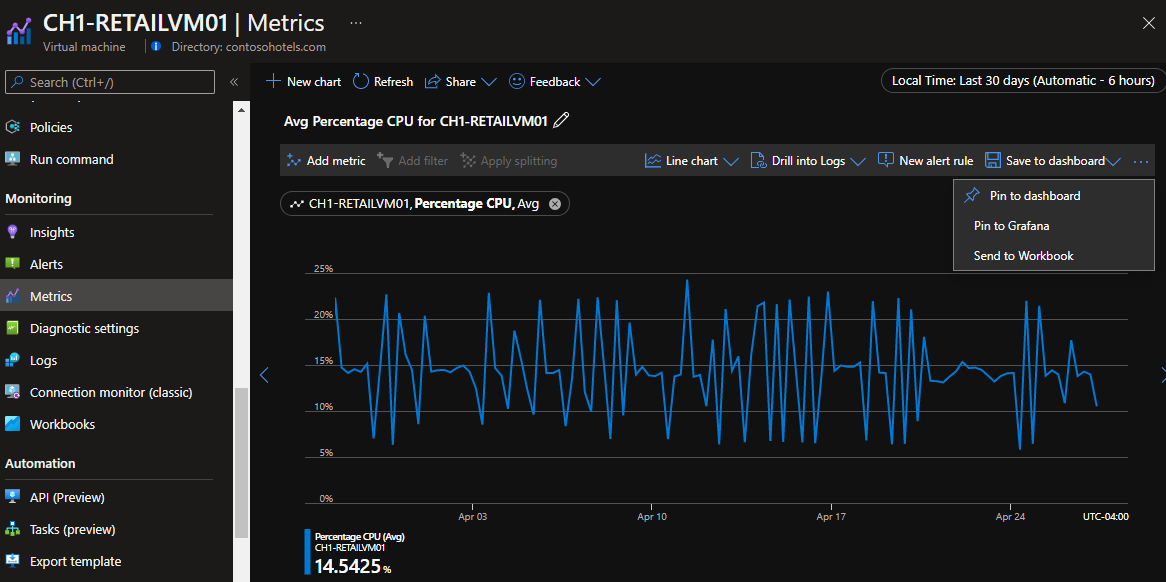 CH1-RETAILVM01 | Metrics ...
Virtual machine Directory: contosohotels.com
Search (Ctrl+/)
«
New chart Refresh Share Feedback Local Time: Last 30 days (Automatic - 6 hours)
Policies
Run command
Monitoring
Insights
Alerts
Metrics
Diagnostic settings
Logs
Connection monitor (classic)
Workbooks
Automation
API (Preview)
Tasks (preview)
Export template
Avg Percentage CPU for CH1-RETAILVM01
Add metric Add filter Apply splitting Line chart Drill into Logs New alert rule Save to dashboard ...
Pin to dashboard
Pin to Grafana
Send to Workbook
CH1-RETAILVM01, Percentage CPU, Avg
25%
20%
15%
10%
5%
0%
Apr 03 Apr 10 Apr 17 Apr 24 UTC-04:00
Percentage CPU (Avg)
CH1-RETAILVM01
14.5425 %